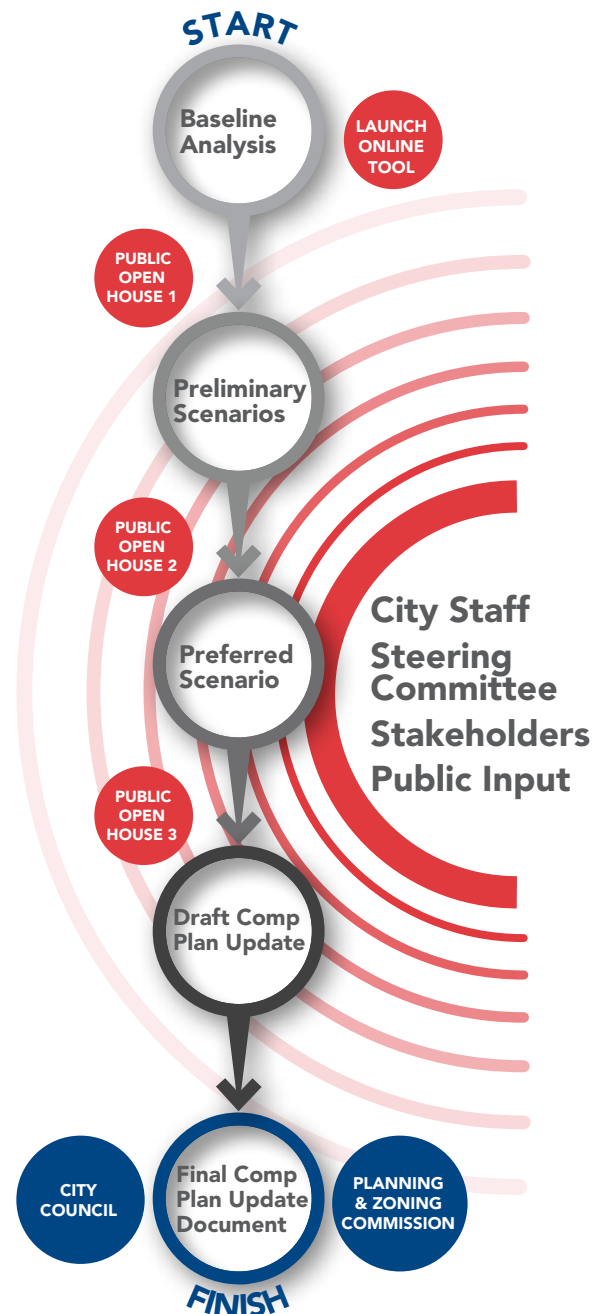 START
Baseline
Analysis
LAUNCH
ONLINE
TOOL
PUBLIC
OPEN
HOUSE 1
Preliminary
Scenarios
PUBLIC
OPEN
HOUSE 2
City Staff
Steering
Committee
Stakeholders
Public Input
Preferred
Scenario
PUBLIC
OPEN
HOUSE 3
Draft Comp
Plan Update
CITY
COUNCIL
Final Comp
Plan Update
Document
PLANNING
& ZONING
COMMISSION
FINISH